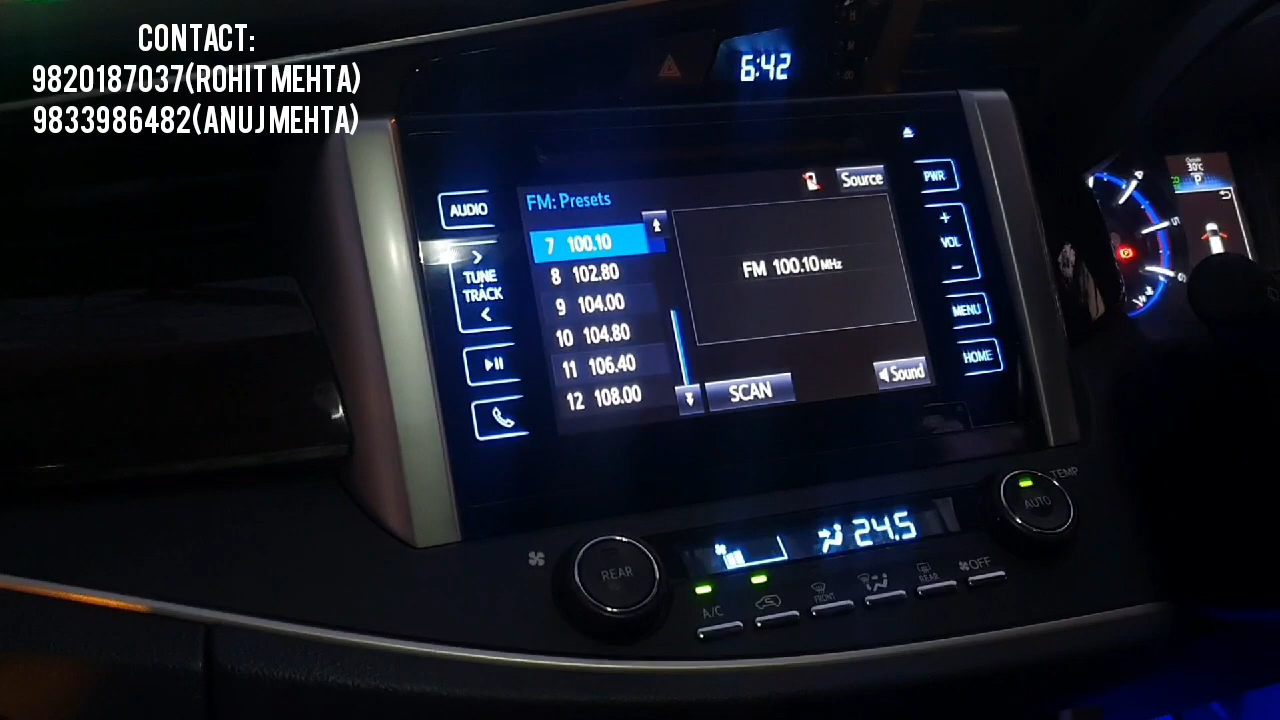 CONTACT:
9820187037(ROHIT MEHTA)
9833986482(ANUJ MEHTA)
6:42
AUDIO
TUNE
TRACK
FM: Presets
7 100.10
8 102.80
9 104.00
10 104.80
11 106.40
12 108.00
Source
FM 100.10 MHz
SCAN
Sound
PWR
+
VOL
-
MENU
HOME
30°C
P
TEMP
AUTO
REAR
24.5
A/C
FRONT
REAR
OFF